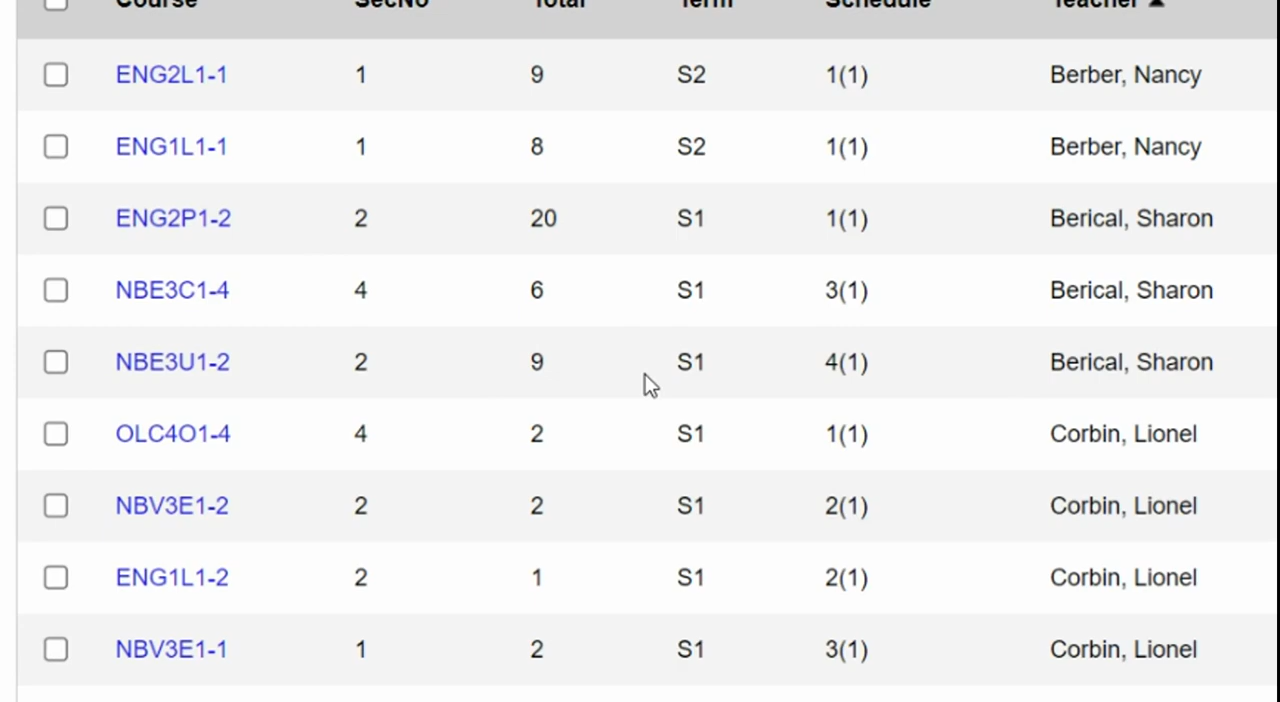 Course SecNo Total Term Schedule Teacher ▲
ENG2L1-1 1 9 S2 1(1) Berber, Nancy
ENG1L1-1 1 8 S2 1(1) Berber, Nancy
ENG2P1-2 2 20 S1 1(1) Berical, Sharon
NBE3C1-4 4 6 S1 3(1) Berical, Sharon
NBE3U1-2 2 9 S1 4(1) Berical, Sharon
OLC4O1-4 4 2 S1 1(1) Corbin, Lionel
NBV3E1-2 2 2 S1 2(1) Corbin, Lionel
ENG1L1-2 2 1 S1 2(1) Corbin, Lionel
NBV3E1-1 1 2 S1 3(1) Corbin, Lionel